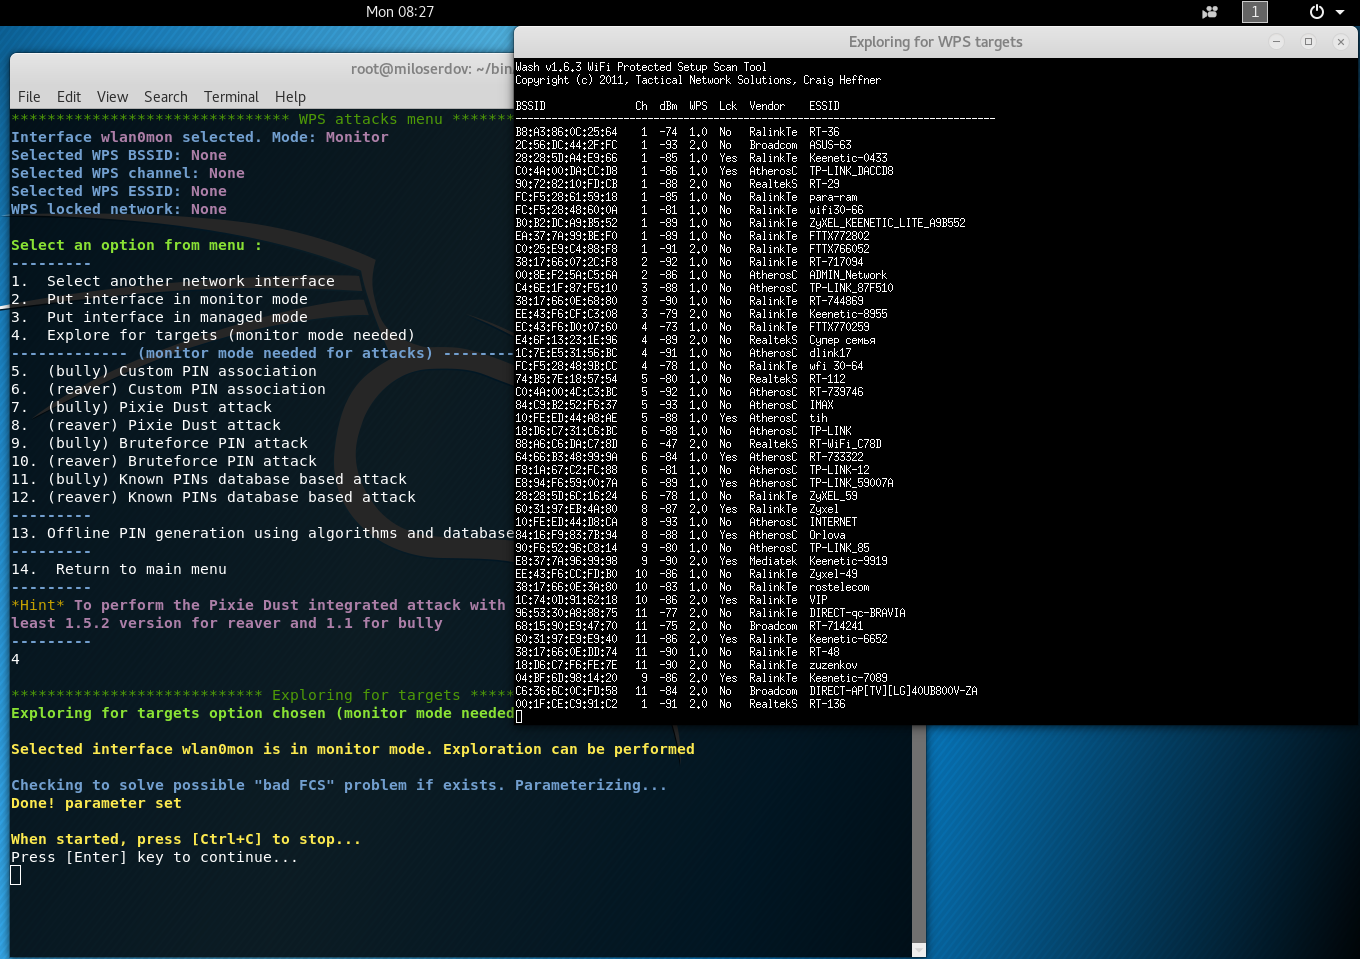 Mon 08:27
1
root@miloserdov: ~/bin
File Edit View Search Terminal Help
******************************* WPS attacks menu *******
Interface wlan0mon selected. Mode: Monitor
Selected WPS BSSID: None
Selected WPS channel: None
Selected WPS ESSID: None
WPS locked network: None
Select an option from menu :
---------
1.  Select another network interface
2.  Put interface in monitor mode
3.  Put interface in managed mode
4.  Explore for targets (monitor mode needed)
------------- (monitor mode needed for attacks) --------
5.  (bully) Custom PIN association
6.  (reaver) Custom PIN association
7.  (bully) Pixie Dust attack
8.  (reaver) Pixie Dust attack
9.  (bully) Bruteforce PIN attack
10. (reaver) Bruteforce PIN attack
11. (bully) Known PINs database based attack
12. (reaver) Known PINs database based attack
---------
13. Offline PIN generation using algorithms and database
---------
14.  Return to main menu
---------
*Hint* To perform the Pixie Dust integrated attack with
least 1.5.2 version for reaver and 1.1 for bully
---------
4
**************************** Exploring for targets *****
Exploring for targets option chosen (monitor mode needed
Selected interface wlan0mon is in monitor mode. Exploration can be performed
Checking to solve possible "bad FCS" problem if exists. Parameterizing...
Done! parameter set
When started, press [Ctrl+C] to stop...
Press [Enter] key to continue...
Exploring for WPS targets
Wash v1.6.3 WiFi Protected Setup Scan Tool
Copyright (c) 2011, Tactical Network Solutions, Craig Heffner
BSSID               Ch  dBm  WPS  Lck  Vendor    ESSID
--------------------------------------------------------------------------------
B8:A3:86:0C:25:64    1  -74  1.0  No   RalinkTe  RT-36
2C:56:DC:44:2F:FC    1  -93  2.0  No   Broadcom  ASUS-63
28:28:5D:A4:E9:66    1  -85  1.0  Yes  RalinkTe  Keenetic-0433
C0:4A:00:DA:CC:D8    1  -86  1.0  Yes  AtherosC  TP-LINK_DACCD8
90:72:82:10:FD:CB    1  -88  2.0  No   RealtekS  RT-29
FC:F5:28:61:59:18    1  -85  1.0  No   RalinkTe  para-ram
FC:F5:28:48:60:0A    1  -81  1.0  No   RalinkTe  wifi30-66
B0:B2:DC:A9:B5:52    1  -89  1.0  No   RalinkTe  ZyXEL_KEENETIC_LITE_A9B552
EA:37:7A:99:BE:F0    1  -89  1.0  No   RalinkTe  FTTX772802
C0:25:E9:C4:88:F8    1  -91  2.0  No   RalinkTe  FTTX766052
38:17:66:07:2C:F8    2  -92  1.0  No   RalinkTe  RT-717094
00:8E:F2:5A:C5:6A    2  -86  1.0  No   AtherosC  ADMIN_Network
C4:6E:1F:87:F5:10    3  -88  1.0  No   AtherosC  TP-LINK_87F510
38:17:66:0E:68:80    3  -90  1.0  No   RalinkTe  RT-744869
EE:43:F6:CF:C3:08    3  -79  2.0  No   RalinkTe  Keenetic-8955
EC:43:F6:D0:07:60    4  -73  1.0  No   RalinkTe  FTTX770259
E4:6F:13:23:1E:96    4  -89  2.0  No   RealtekS  Супер семья
1C:7E:E5:31:56:BC    4  -91  1.0  No   AtherosC  dlink17
FC:F5:28:48:9B:CC    4  -78  1.0  No   RalinkTe  wfi 30-64
74:B5:7E:18:57:54    5  -80  1.0  No   RealtekS  RT-112
C0:4A:00:4C:C3:BC    5  -92  1.0  No   AtherosC  RT-739746
84:C9:B2:52:F6:37    5  -93  1.0  No   AtherosC  IMAX
10:FE:ED:44:A8:AE    5  -88  1.0  Yes  AtherosC  tih
18:D6:C7:31:C6:BC    6  -88  1.0  No   AtherosC  TP-LINK
88:A6:C6:DA:C7:8D    6  -47  2.0  No   RealtekS  RT-WiFi_C78D
64:66:B3:48:99:9A    6  -84  1.0  Yes  AtherosC  RT-733322
F8:1A:67:C2:FC:88    6  -81  1.0  No   AtherosC  TP-LINK-12
E8:94:F6:59:00:7A    6  -89  1.0  Yes  AtherosC  TP-LINK_59007A
28:28:5D:6C:16:24    6  -78  1.0  No   RalinkTe  ZyXEL_59
60:31:97:EB:4A:80    8  -87  2.0  Yes  RalinkTe  Zyxel
10:FE:ED:44:D8:CA    8  -93  1.0  No   AtherosC  INTERNET
84:16:F9:83:7B:94    8  -88  1.0  Yes  AtherosC  Orlova
90:F6:52:96:C8:14    9  -80  1.0  No   AtherosC  TP-LINK_85
E8:37:7A:96:99:98    9  -90  2.0  Yes  Mediatek  Keenetic-9919
EE:43:F6:CC:FD:B0   10  -86  1.0  No   RalinkTe  Zyxel-49
38:17:66:0E:3A:80   10  -83  1.0  No   RalinkTe  rostelecom
1C:74:0D:91:62:18   10  -86  2.0  Yes  RalinkTe  VIP
96:53:30:A8:88:75   11  -77  2.0  No   RalinkTe  DIRECT-qc-BRAVIA
68:15:90:E9:47:70   11  -75  2.0  No   Broadcom  RT-714241
60:31:97:E9:E9:40   11  -86  2.0  Yes  RalinkTe  Keenetic-6652
38:17:66:0E:DD:74   11  -90  1.0  No   RalinkTe  RT-48
18:D6:C7:F6:FE:7E   11  -90  2.0  No   RalinkTe  zuzenkov
04:BF:6D:98:14:20    9  -86  2.0  Yes  RalinkTe  Keenetic-7089
C6:36:6C:0C:FD:58   11  -84  2.0  No   Broadcom  DIRECT-AP[TV][LG]40UB800V-ZA
00:1F:CE:C9:91:C2    1  -91  2.0  No   RealtekS  RT-136